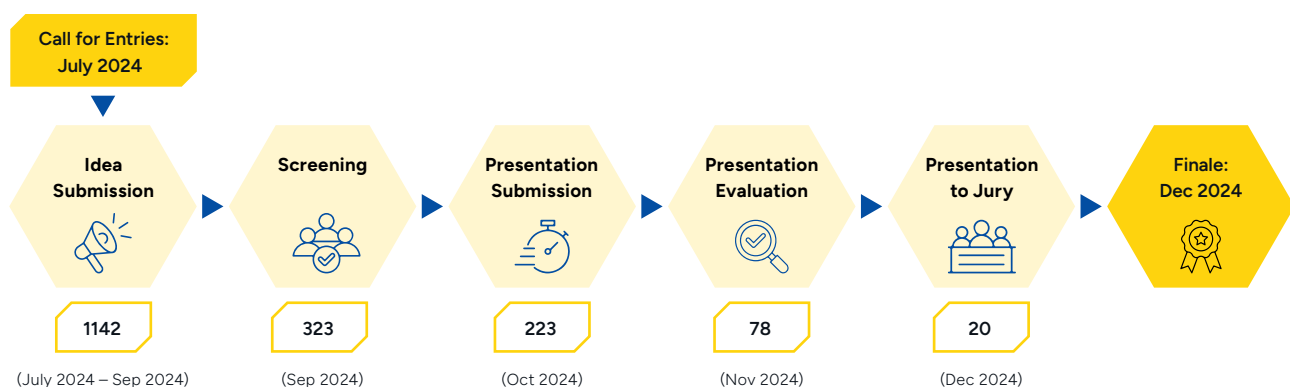 Call for Entries:
July 2024
Idea
Submission
Screening
Presentation
Submission
Presentation
Evaluation
Presentation
to Jury
Finale:
Dec 2024
1142
323
223
78
20
(July 2024 – Sep 2024)
(Sep 2024)
(Oct 2024)
(Nov 2024)
(Dec 2024)